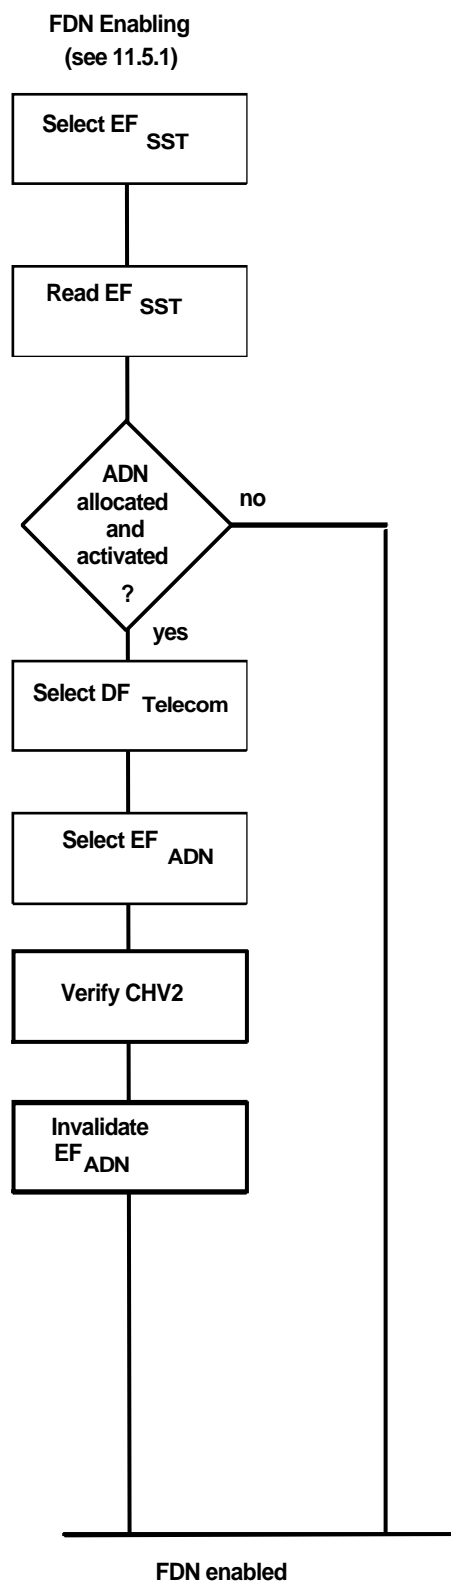 FDN Enabling
(see 11.5.1)
Select EF SST
Read EF SST
ADN
allocated
and
activated
?
no
yes
Select DF Telecom
Select EF ADN
Verify CHV2
Invalidate
EF ADN
FDN enabled